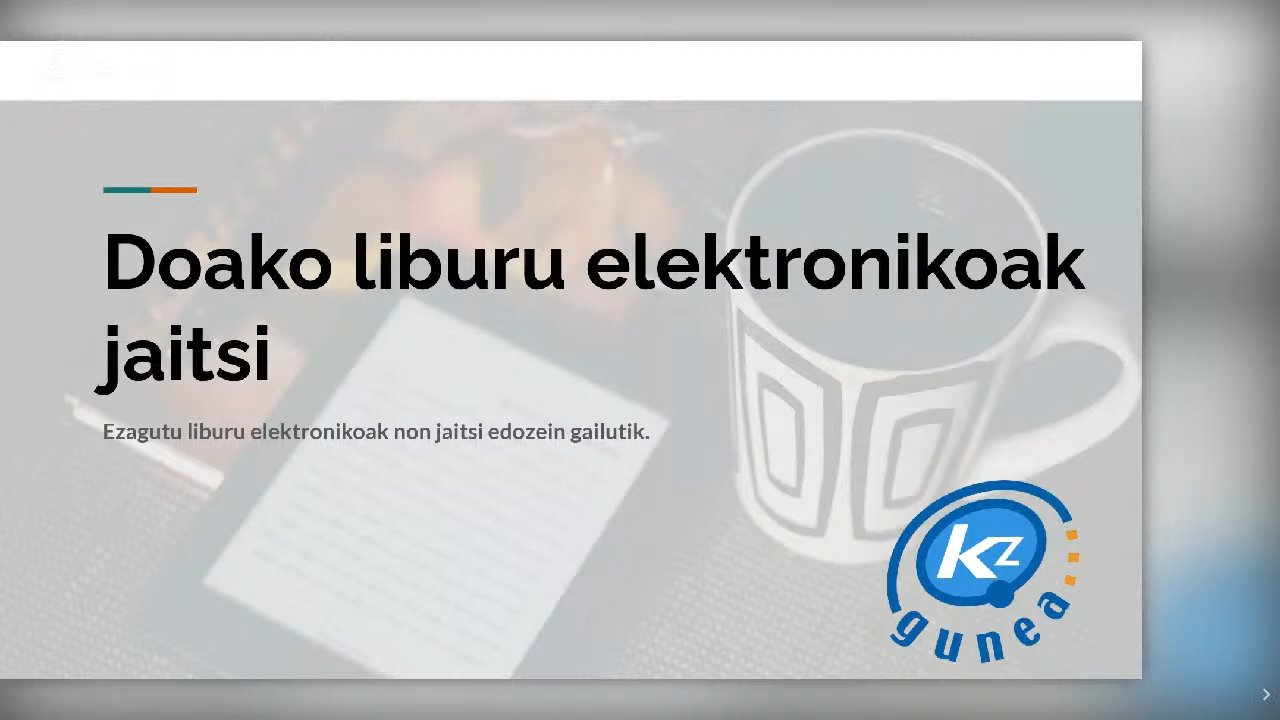 Doako liburu elektronikoak
jaitsi
Ezagutu liburu elektronikoak non jaitsi edozein gailutik.
kz
gunea